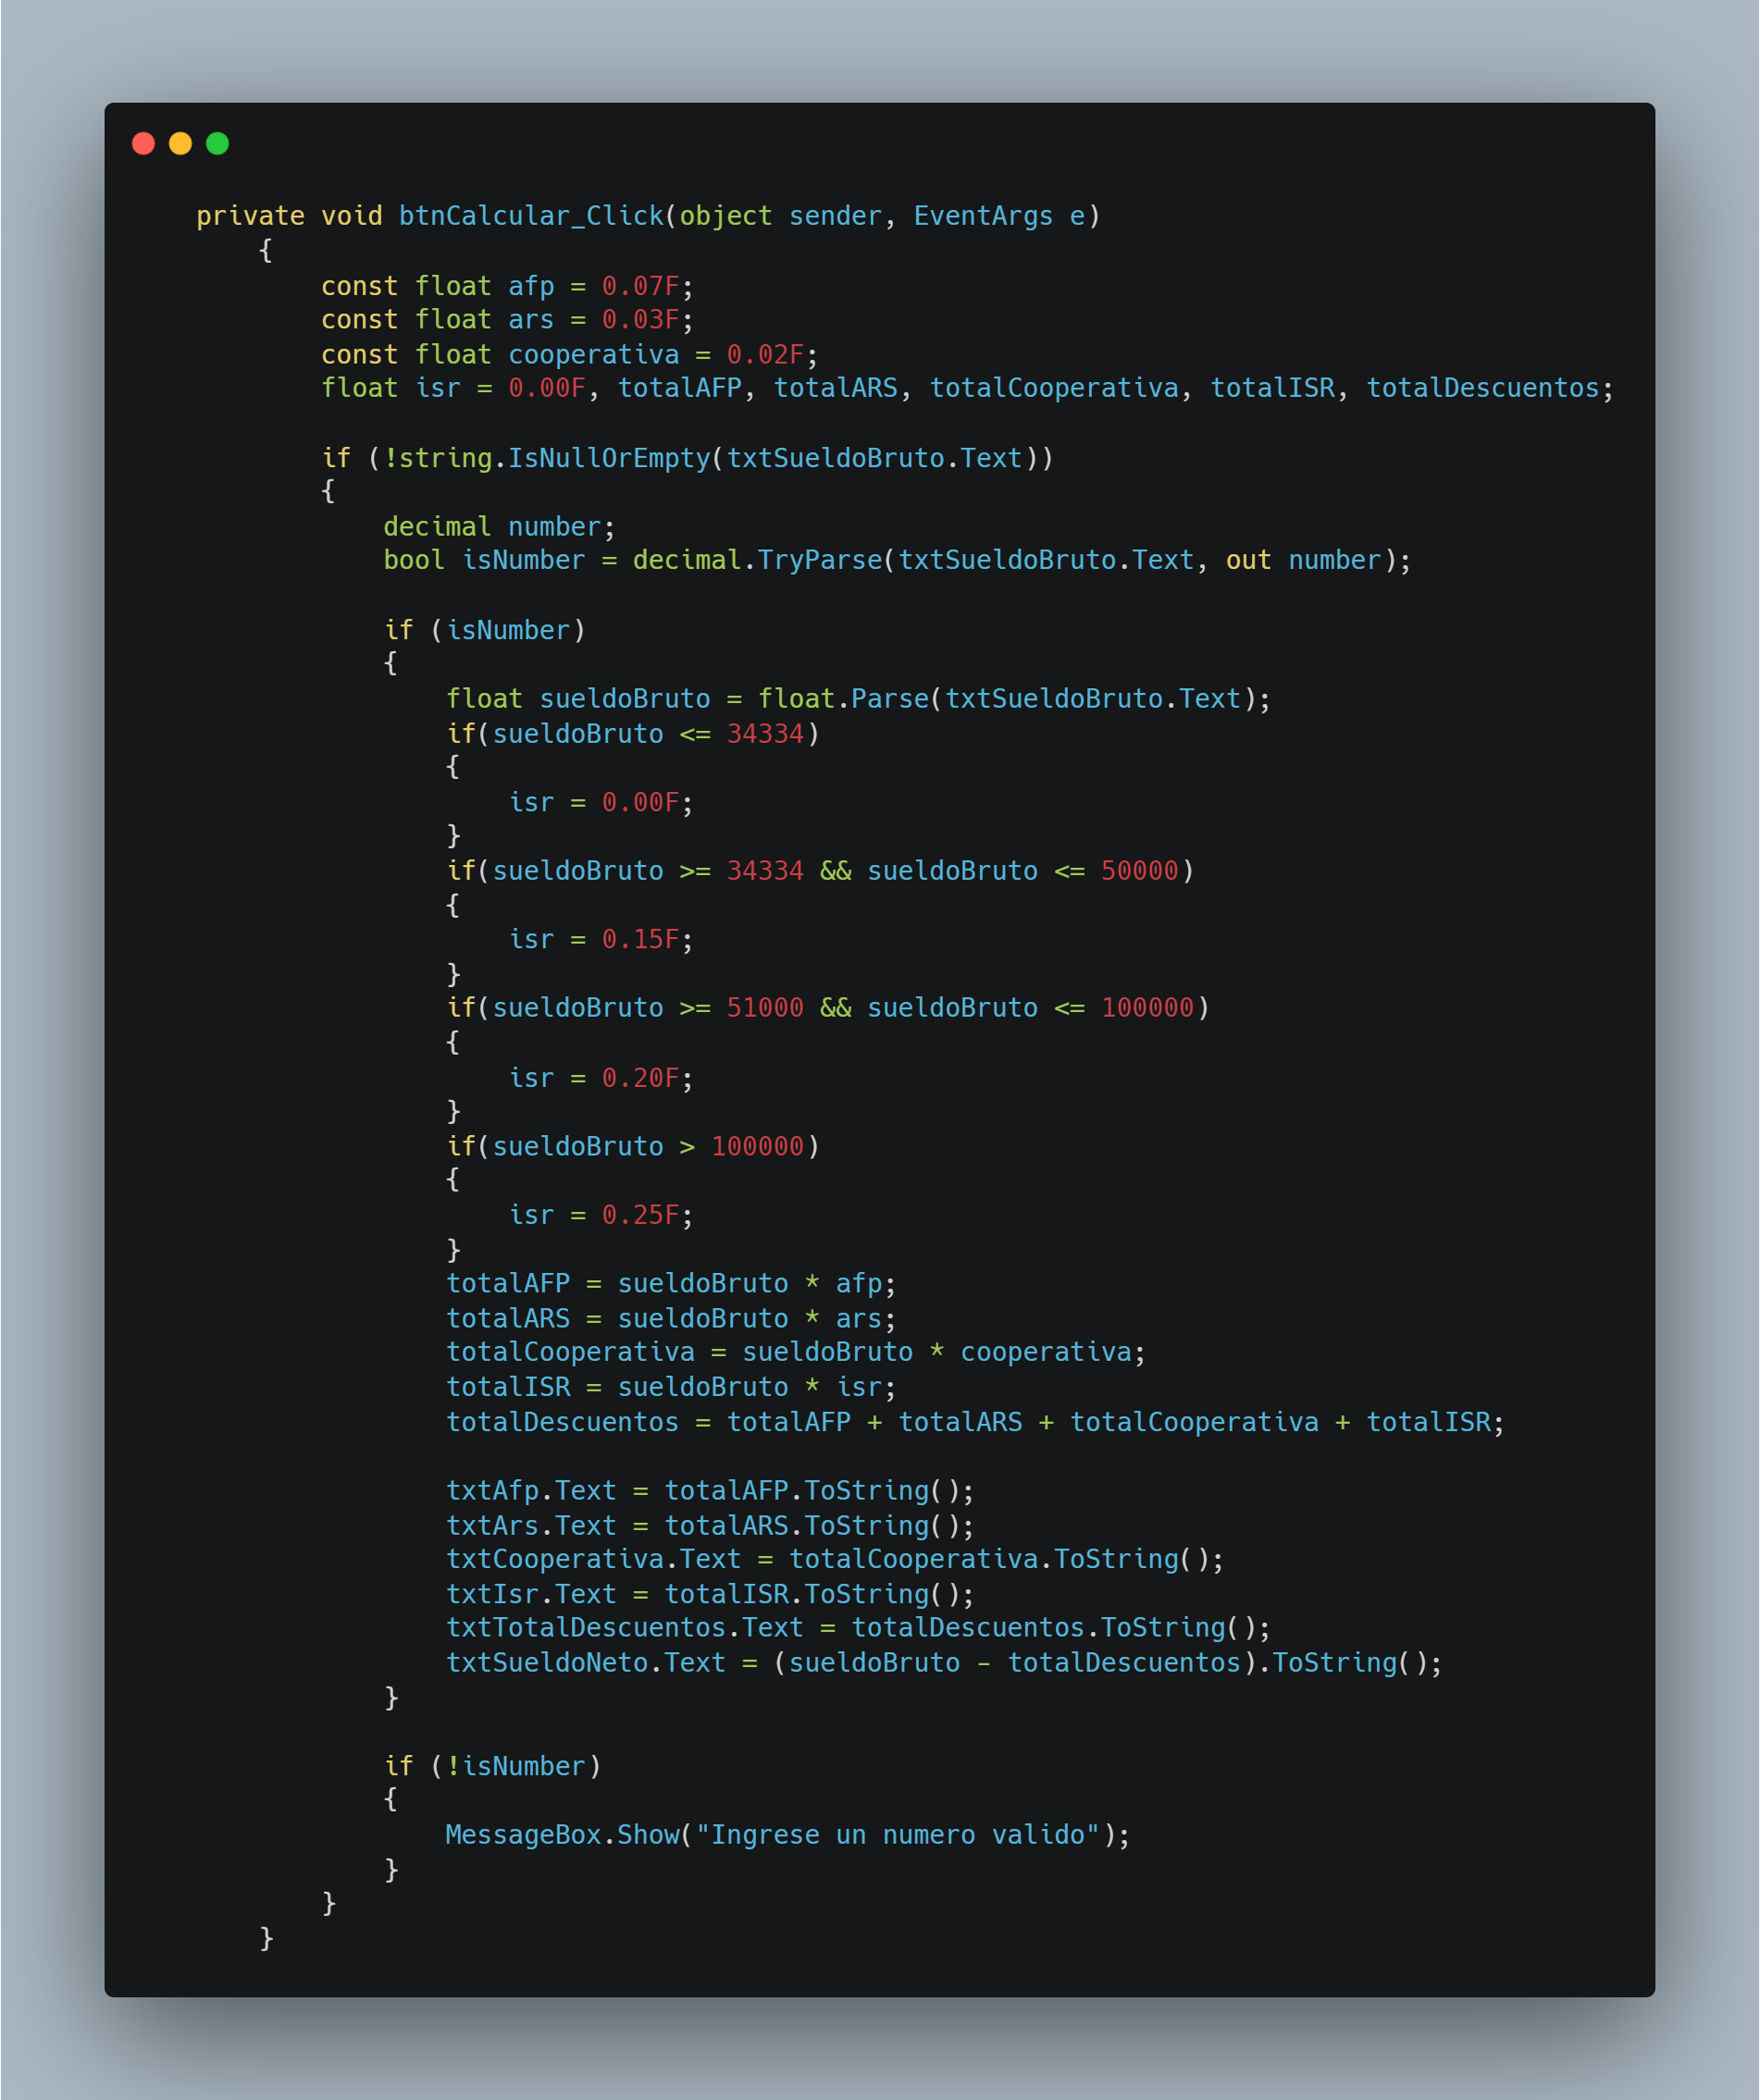 private void btnCalcular_Click(object sender, EventArgs e)
    {
        const float afp = 0.07F;
        const float ars = 0.03F;
        const float cooperativa = 0.02F;
        float isr = 0.00F, totalAFP, totalARS, totalCooperativa, totalISR, totalDescuentos;

        if (!string.IsNullOrEmpty(txtSueldoBruto.Text))
        {
            decimal number;
            bool isNumber = decimal.TryParse(txtSueldoBruto.Text, out number);

            if (isNumber)
            {
                float sueldoBruto = float.Parse(txtSueldoBruto.Text);
                if(sueldoBruto <= 34334)
                {
                    isr = 0.00F;
                }
                if(sueldoBruto >= 34334 && sueldoBruto <= 50000)
                {
                    isr = 0.15F;
                }
                if(sueldoBruto >= 51000 && sueldoBruto <= 100000)
                {
                    isr = 0.20F;
                }
                if(sueldoBruto > 100000)
                {
                    isr = 0.25F;
                }
                totalAFP = sueldoBruto * afp;
                totalARS = sueldoBruto * ars;
                totalCooperativa = sueldoBruto * cooperativa;
                totalISR = sueldoBruto * isr;
                totalDescuentos = totalAFP + totalARS + totalCooperativa + totalISR;

                txtAfp.Text = totalAFP.ToString();
                txtArs.Text = totalARS.ToString();
                txtCooperativa.Text = totalCooperativa.ToString();
                txtIsr.Text = totalISR.ToString();
                txtTotalDescuentos.Text = totalDescuentos.ToString();
                txtSueldoNeto.Text = (sueldoBruto - totalDescuentos).ToString();
            }

            if (!isNumber)
            {
                MessageBox.Show("Ingrese un numero valido");
            }
        }
    }